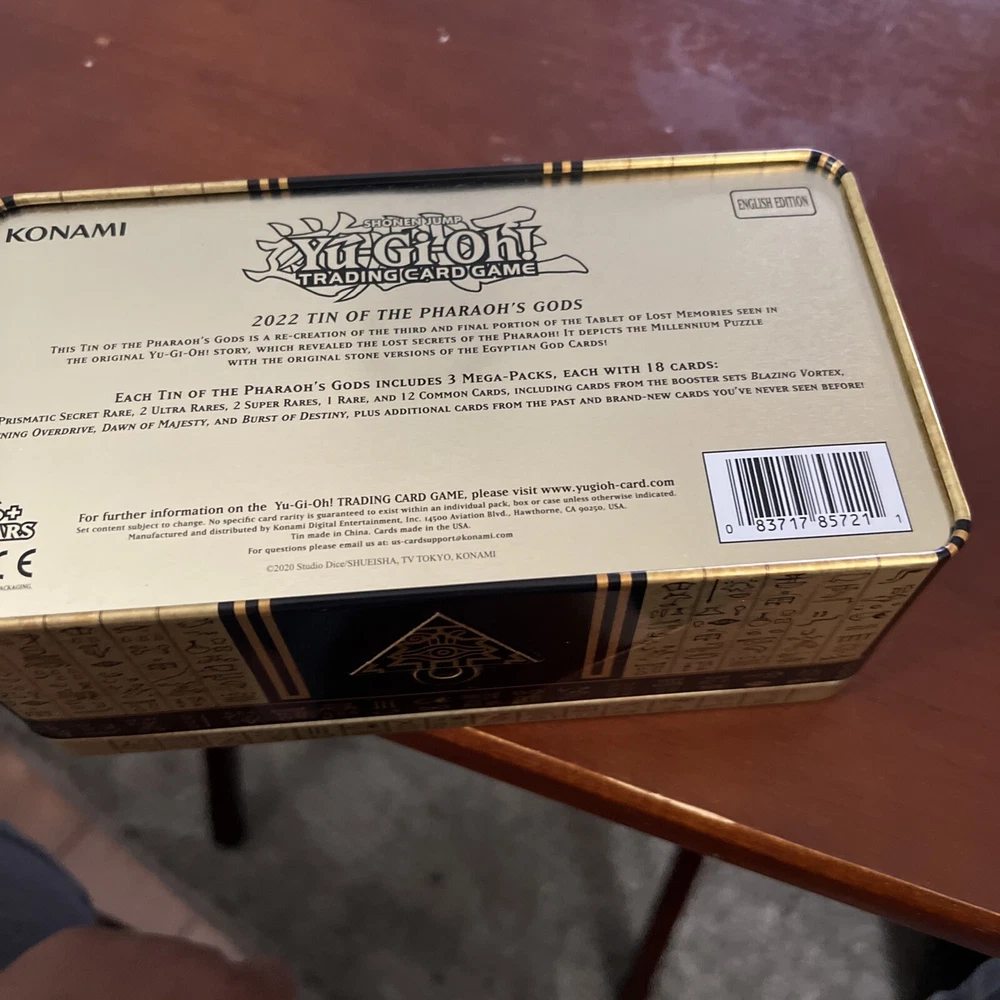 KONAMI
ENGLISH EDITION
SHONEN JUMP
Yu-Gi-Oh!
TRADING CARD GAME
2022 TIN OF THE PHARAOH'S GODS
THIS TIN OF THE PHARAOH'S GODS IS A RE-CREATION OF THE THIRD AND FINAL PORTION OF THE TABLET OF LOST MEMORIES SEEN IN
THE ORIGINAL YU-GI-OH! STORY, WHICH REVEALED THE LOST SECRETS OF THE PHARAOH! IT DEPICTS THE MILLENNIUM PUZZLE
WITH THE ORIGINAL STONE VERSIONS OF THE EGYPTIAN GOD CARDS!
EACH TIN OF THE PHARAOH'S GODS INCLUDES 3 MEGA-PACKS, EACH WITH 18 CARDS:
PRISMATIC SECRET RARE, 2 ULTRA RARES, 2 SUPER RARES, 1 RARE, AND 12 COMMON CARDS, INCLUDING CARDS FROM THE BOOSTER SETS BLAZING VORTEX,
NING OVERDRIVE, DAWN OF MAJESTY, AND BURST OF DESTINY, PLUS ADDITIONAL CARDS FROM THE PAST AND BRAND-NEW CARDS YOU'VE NEVER SEEN BEFORE!
6+
ARS
CE
PACKAGING
For further information on the Yu-Gi-Oh! TRADING CARD GAME, please visit www.yugioh-card.com
Set content subject to change. No specific card rarity is guaranteed to exist within an individual pack, box or case unless otherwise indicated.
Manufactured and distributed by Konami Digital Entertainment, Inc. 14500 Aviation Blvd., Hawthorne, CA 90250, USA.
Tin made in China. Cards made in the USA.
For questions please email us at: us-cardsupport@konami.com
©2020 Studio Dice/SHUEISHA, TV TOKYO, KONAMI
0 83717 85721 1